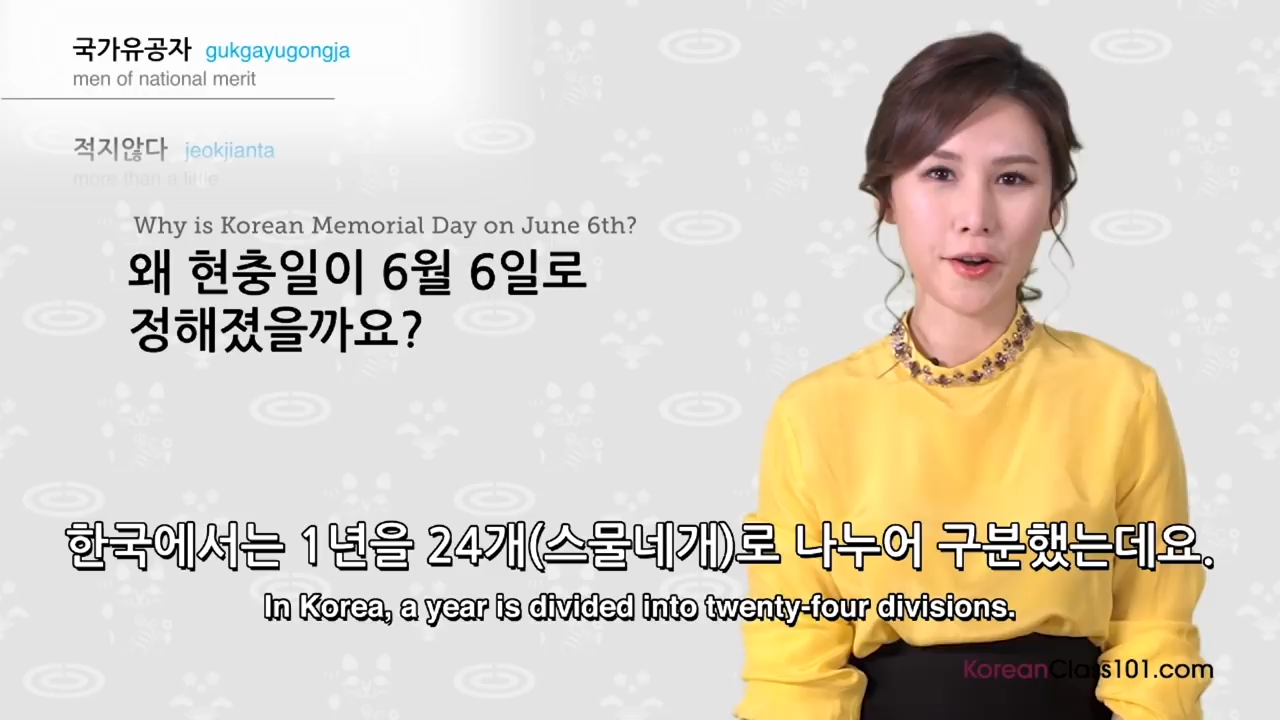 국가유공자 gukgayugongja
men of national merit
적지않다 jeokjianta
more than a little
Why is Korean Memorial Day on June 6th?
왜 현충일이 6월 6일로
정해졌을까요?
한국에서는 1년을 24개(스물네개)로 나누어 구분했는데요.
In Korea, a year is divided into twenty-four divisions.
KoreanClass101.com